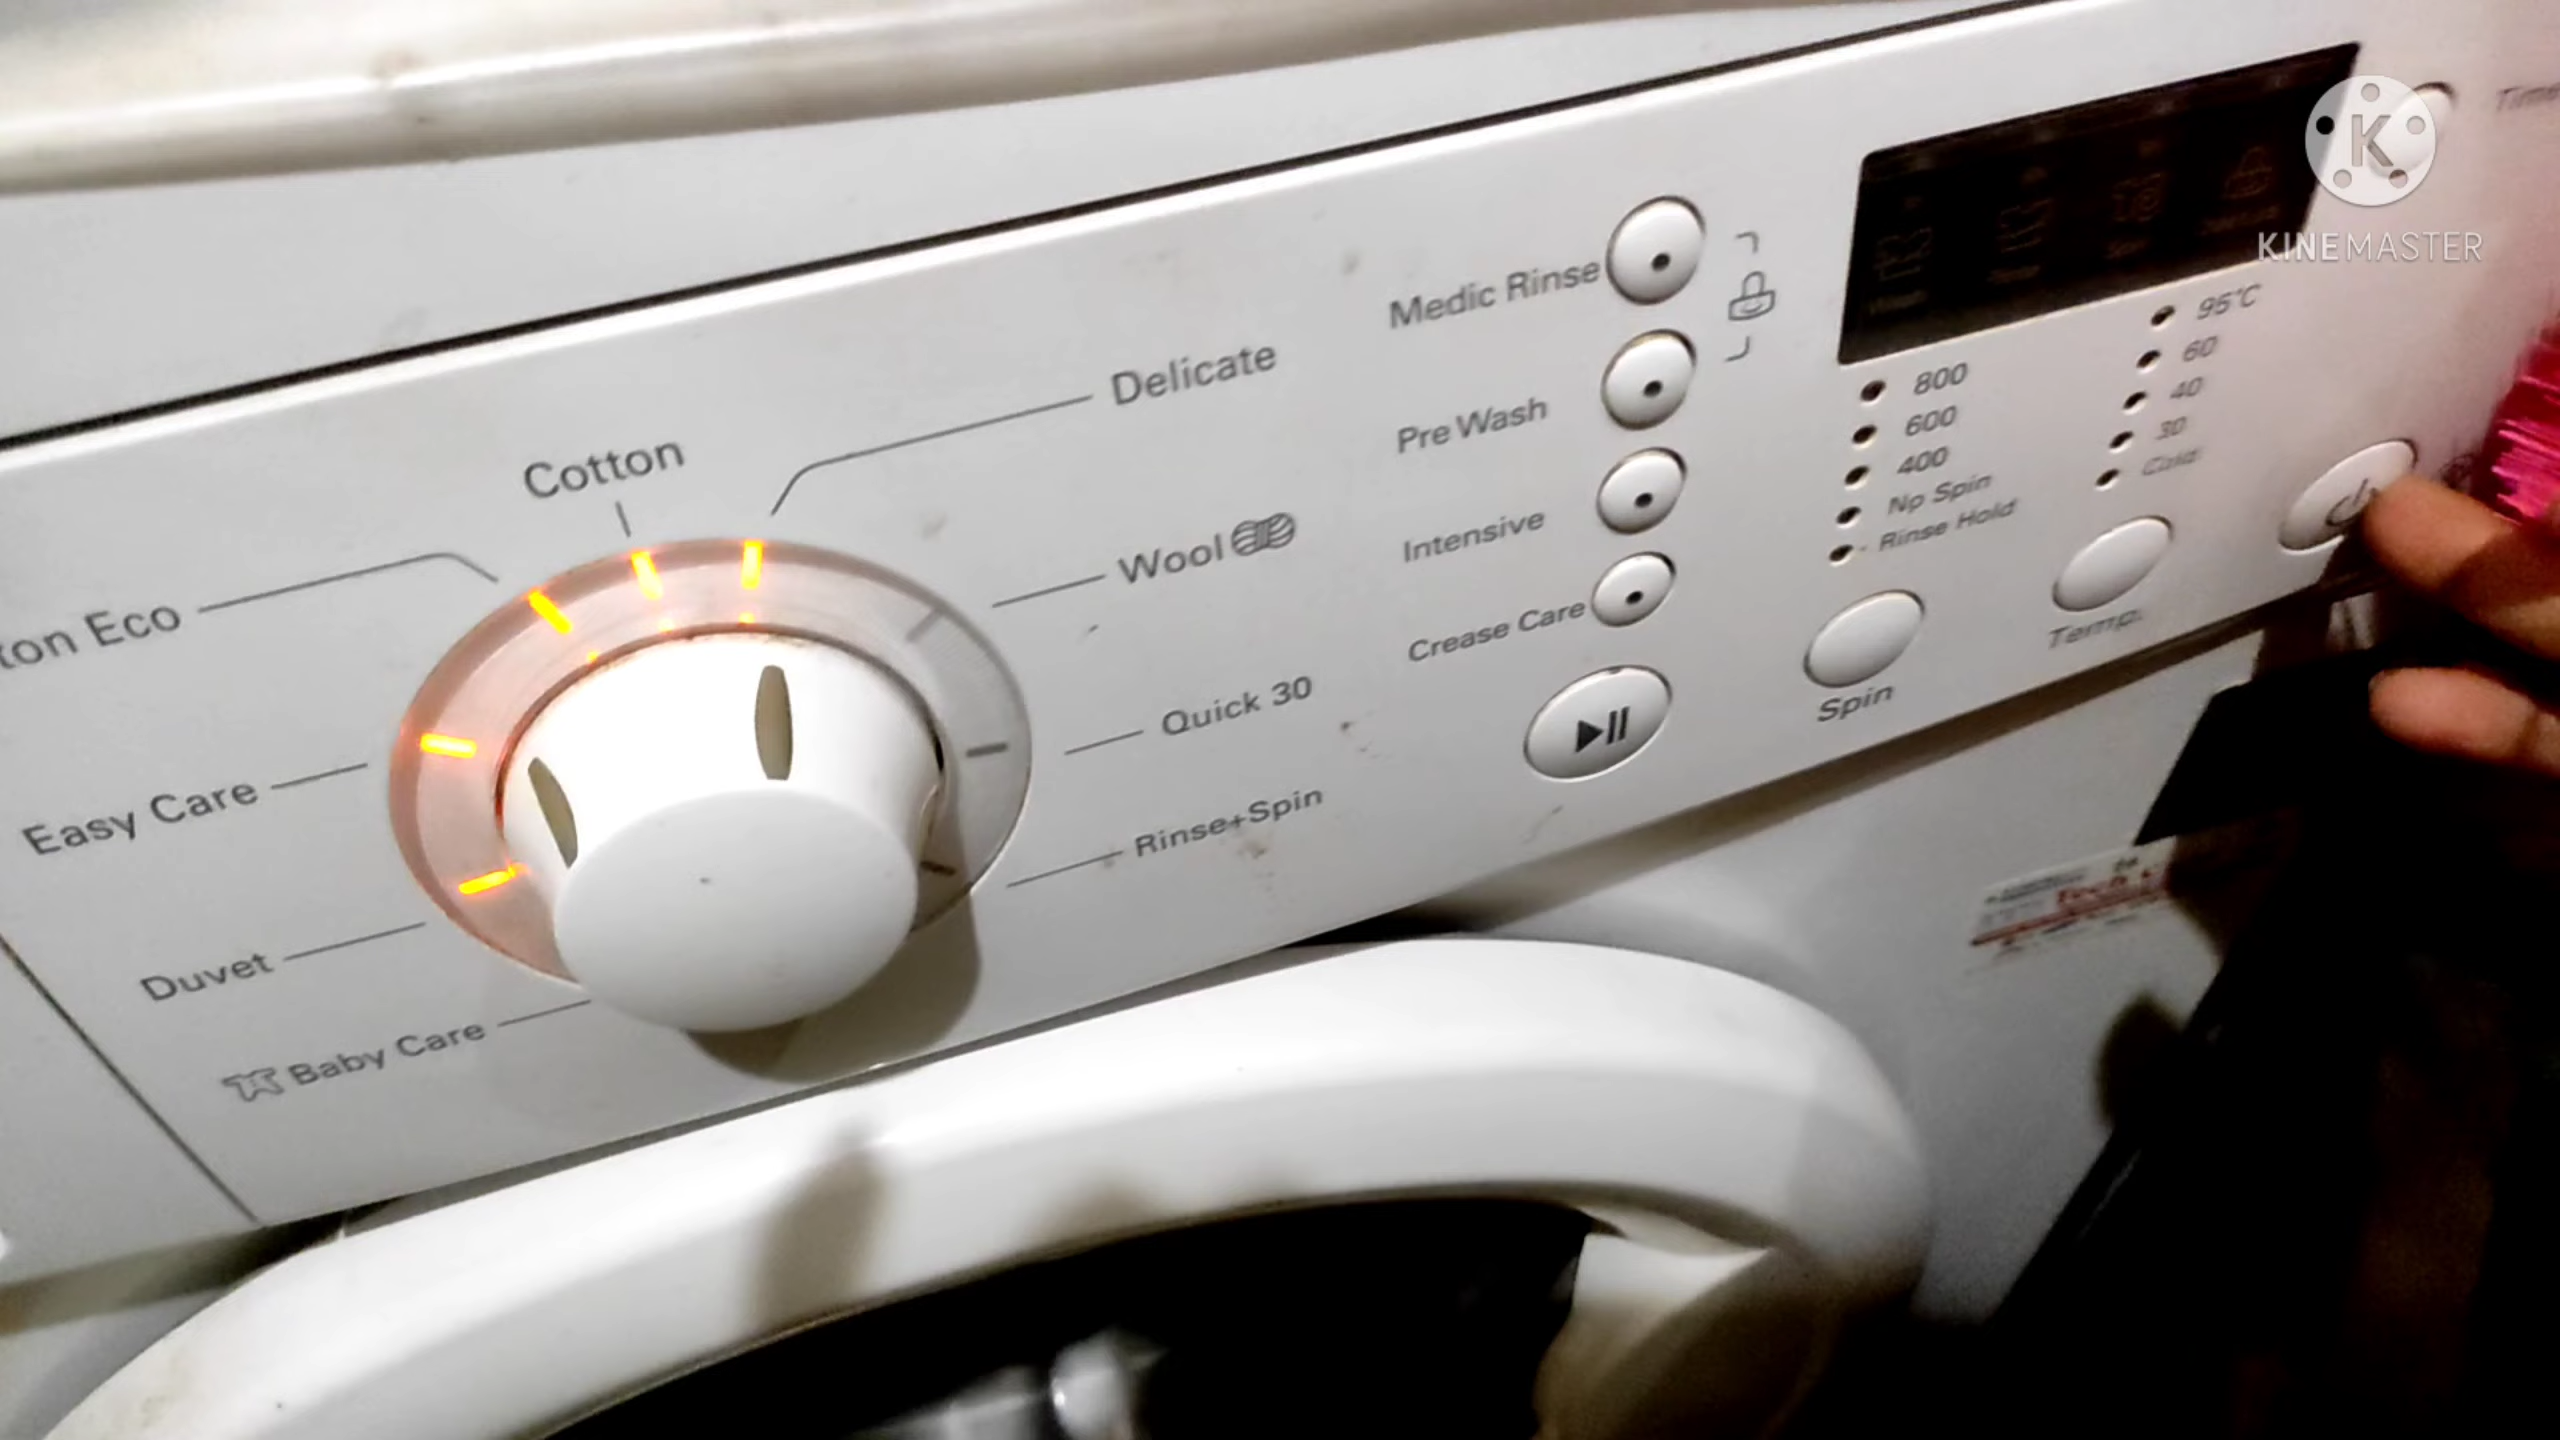 Time
KINEMASTER
Medic Rinse
Pre Wash
Intensive
Crease Care
Delicate
Cotton
Wool
ton Eco
Quick 30
Easy Care
Rinse+Spin
Duvet
Baby Care
800
600
400
No Spin
Rinse Hold
Spin
95°C
60
40
30
Cold
Temp.